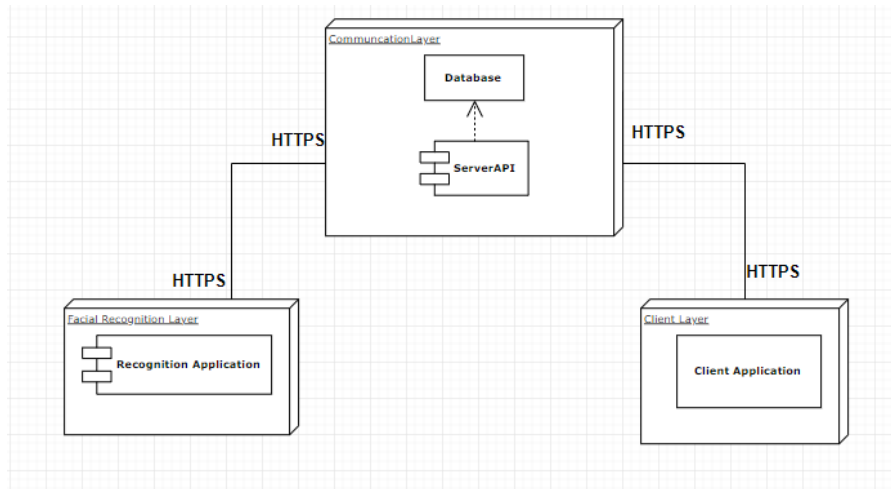 CommuncationLayer
Database
HTTPS
HTTPS
ServerAPI
HTTPS
HTTPS
Facial Recognition Layer
Client Layer
Recognition Application
Client Application